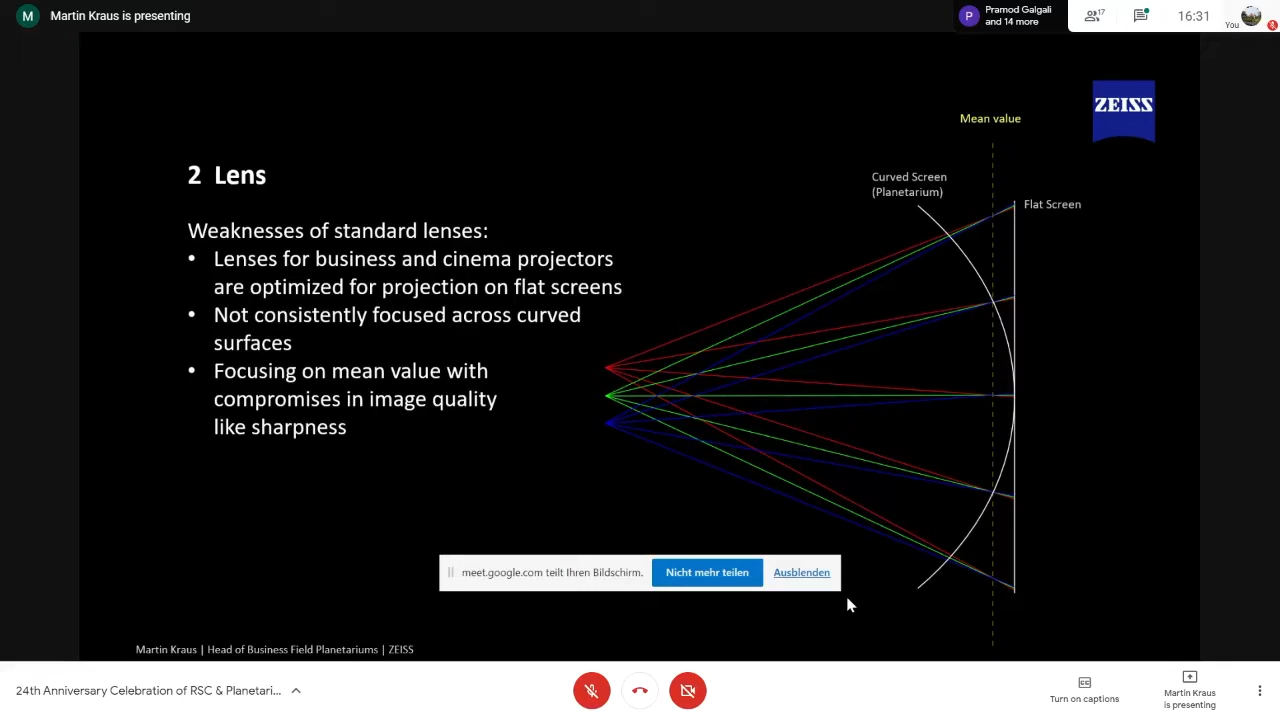 M Martin Kraus is presenting
P Pramod Galgali
and 14 more
17
16:31
You
ZEISS
Mean value
2 Lens
Curved Screen
(Planetarium)
Flat Screen
Weaknesses of standard lenses:
• Lenses for business and cinema projectors
are optimized for projection on flat screens
• Not consistently focused across curved
surfaces
• Focusing on mean value with
compromises in image quality
like sharpness
meet.google.com teilt Ihren Bildschirm. Nicht mehr teilen Ausblenden
Martin Kraus | Head of Business Field Planetariums | ZEISS
24th Anniversary Celebration of RSC & Planetari...
Turn on captions
Martin Kraus
is presenting